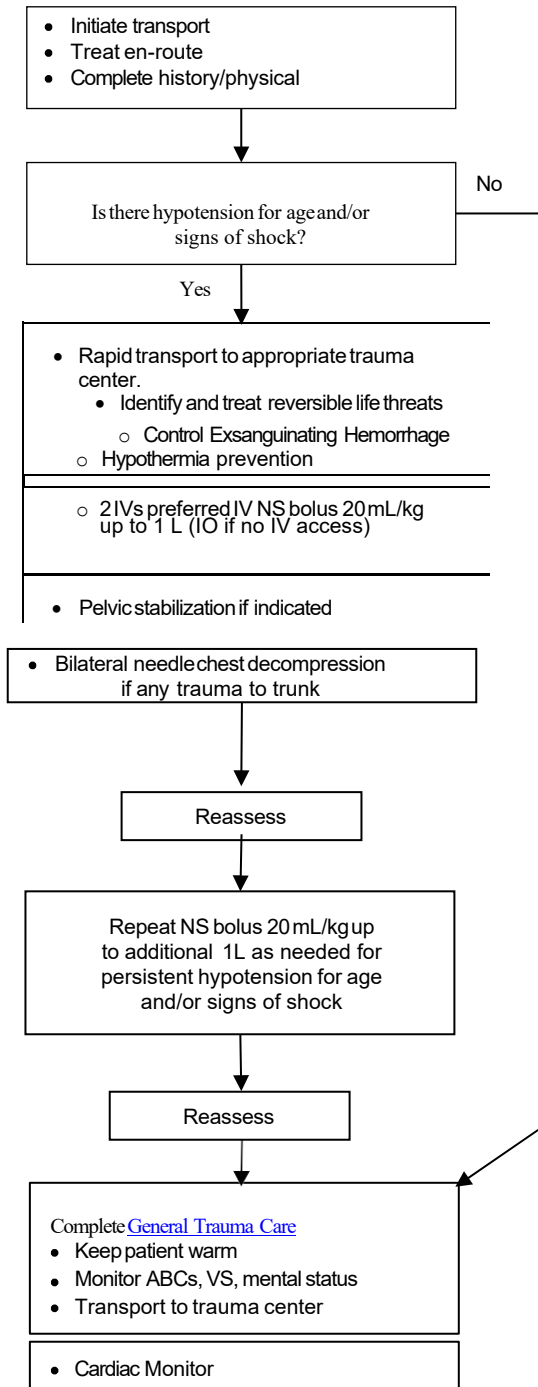 • Initiate transport
• Treat en-route
• Complete history/physical
Is there hypotension for age and/or
signs of shock?
No
Yes
• Rapid transport to appropriate trauma
center.
• Identify and treat reversible life threats
o Control Exsanguinating Hemorrhage
o Hypothermia prevention
o 2 IVs preferred IV NS bolus 20 mL/kg
up to 1 L (IO if no IV access)
• Pelvic stabilization if indicated
• Bilateral needle chest decompression
if any trauma to trunk
Reassess
Repeat NS bolus 20 mL/kg up
to additional 1L as needed for
persistent hypotension for age
and/or signs of shock
Reassess
Complete General Trauma Care
• Keep patient warm
• Monitor ABCs, VS, mental status
• Transport to trauma center
• Cardiac Monitor